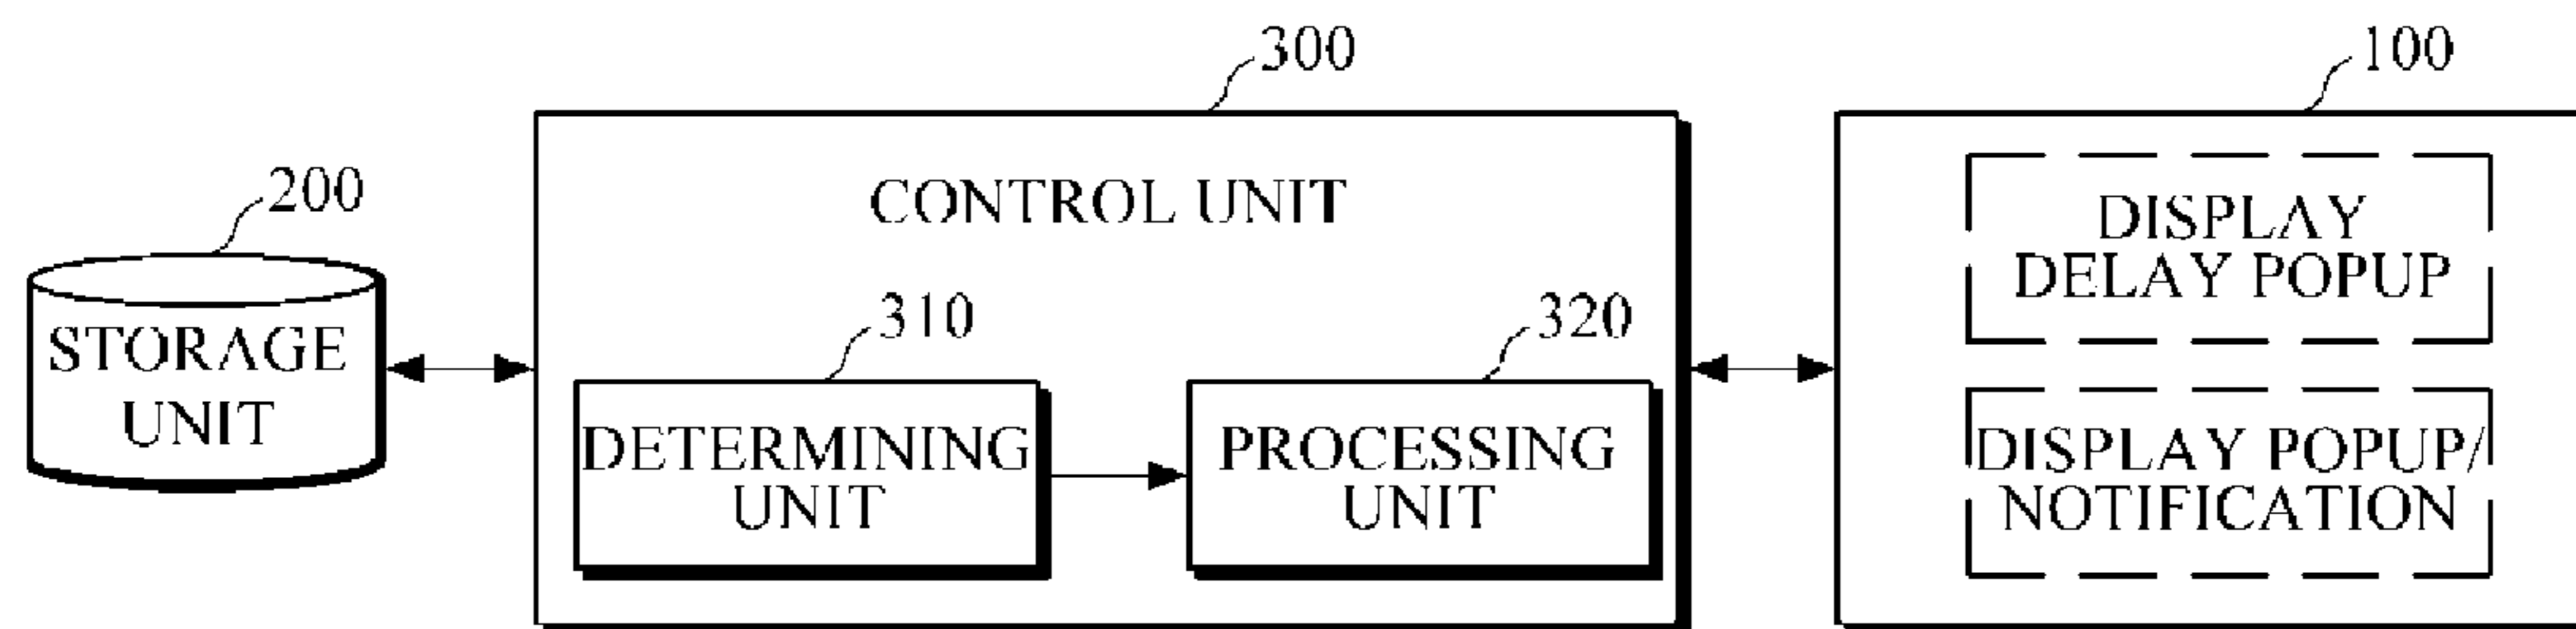 300
100
200
CONTROL UNIT
DISPLAY
DELAY POPUP
310
320
STORAGE
UNIT
DETERMINING
UNIT
PROCESSING
UNIT
DISPLAY POPUP/
NOTIFICATION